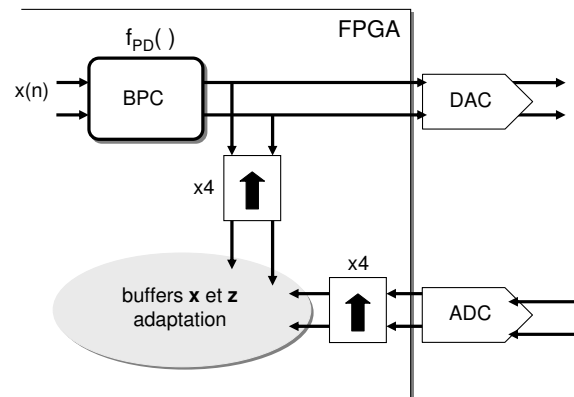 f_PD( )
FPGA
x(n)
BPC
DAC
x4
x4
buffers x et z
adaptation
ADC